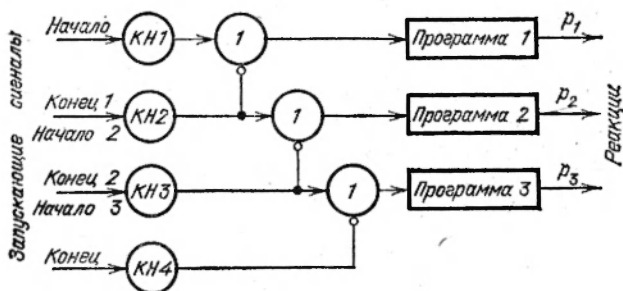 Запускающие сигналы
Начало КН1 1 Программа 1 p₁
Конец 1
Начало 2 КН2 1 Программа 2 p₂
Конец 2
Начало 3 КН3 1 Программа 3 p₃
Конец КН4
Реакции